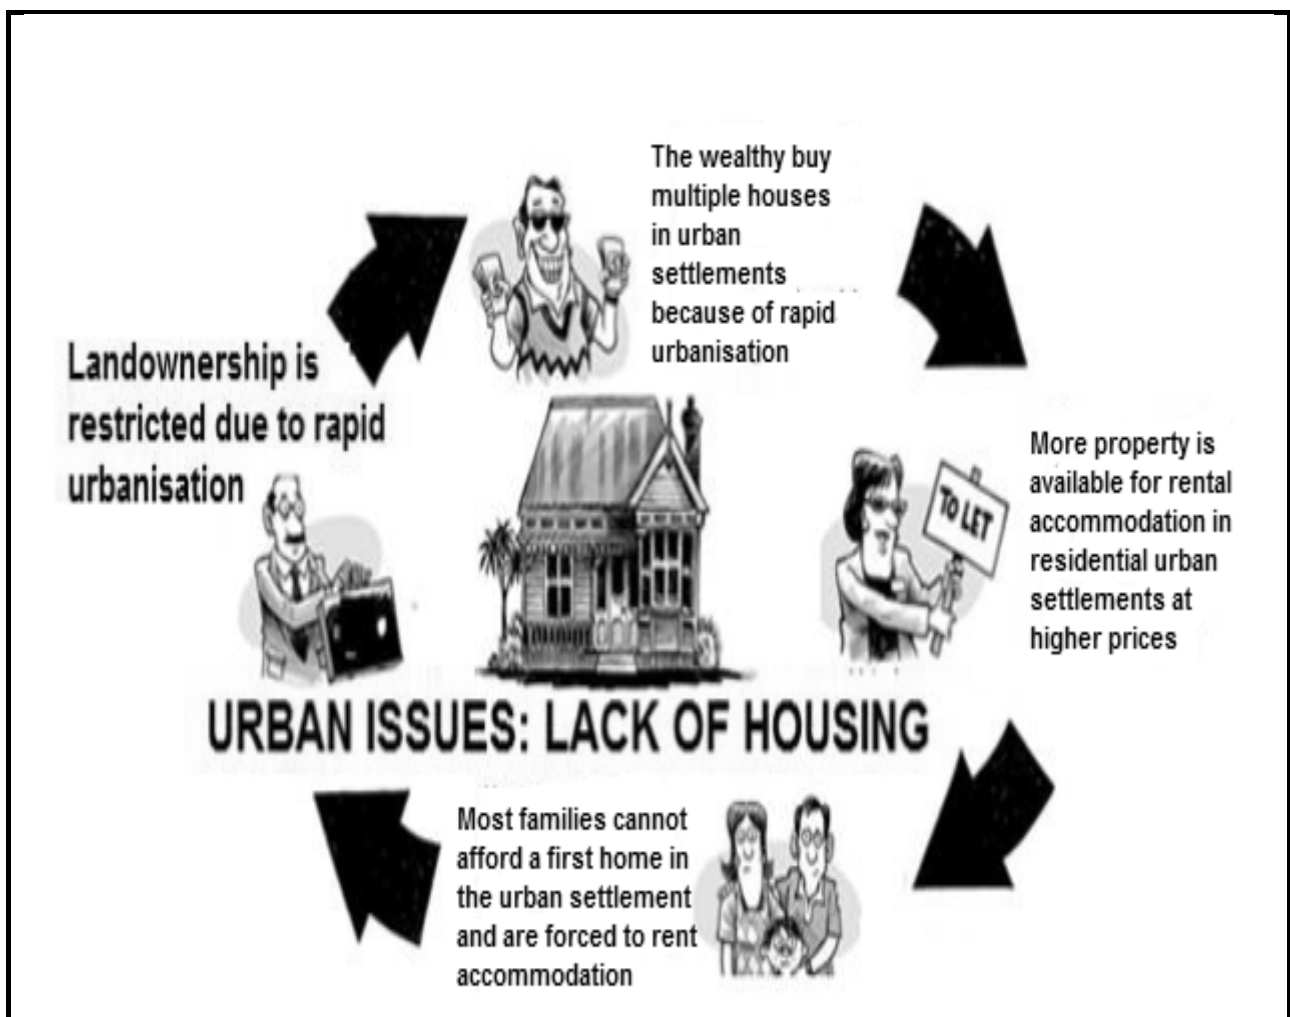 The wealthy buy
multiple houses
in urban
settlements
because of rapid
urbanisation
Landownership is
restricted due to rapid
urbanisation
More property is
available for rental
accommodation in
residential urban
settlements at
higher prices
TO LET
URBAN ISSUES: LACK OF HOUSING
Most families cannot
afford a first home in
the urban settlement
and are forced to rent
accommodation